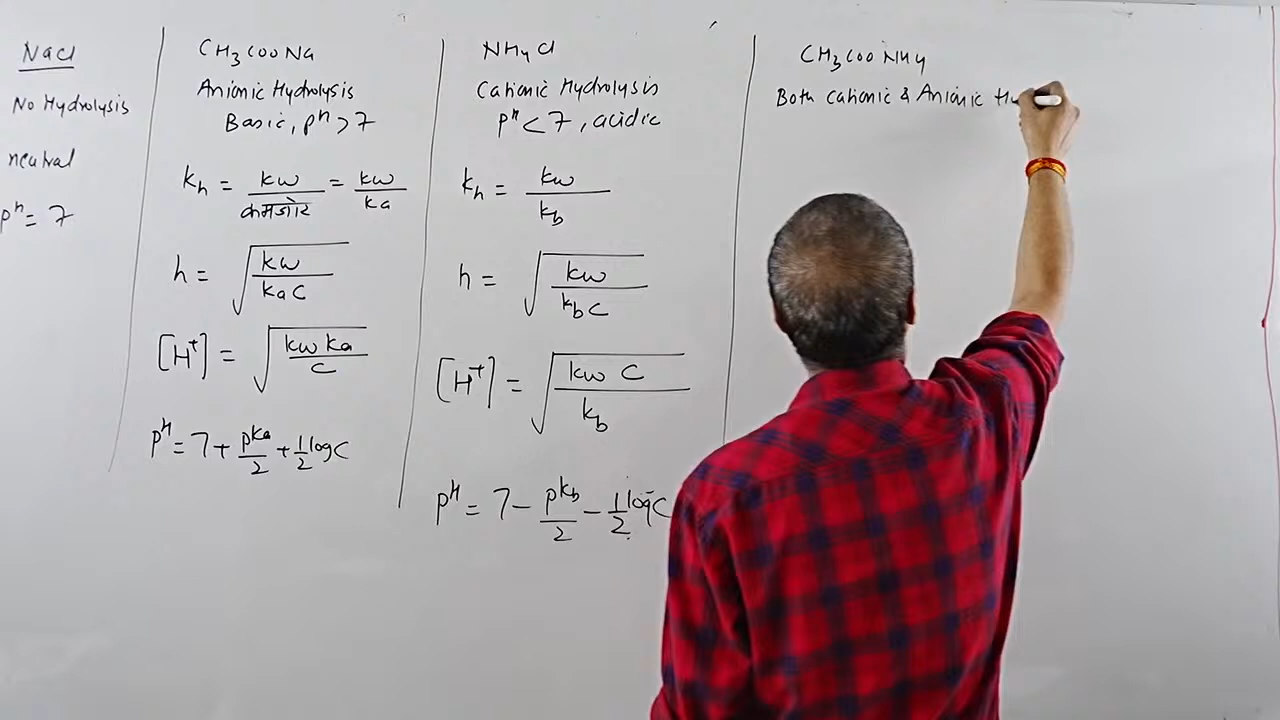 NaCl
No Hydrolysis
neutral
pH = 7
CH3COONa
Anionic Hydrolysis
Basic, pH > 7
kh = kw/कमजोर = kw/ka
h = √(kw/ka c)
[H+] = √(kw ka/c)
pH = 7 + pka/2 + 1/2 log C
NH4Cl
Cationic Hydrolysis
pH < 7, acidic
kh = kw/kb
h = √(kw/kb c)
[H+] = √(kw c/kb)
pH = 7 - pkb/2 - 1/2 log C
CH3COONH4
Both Cationic & Anionic